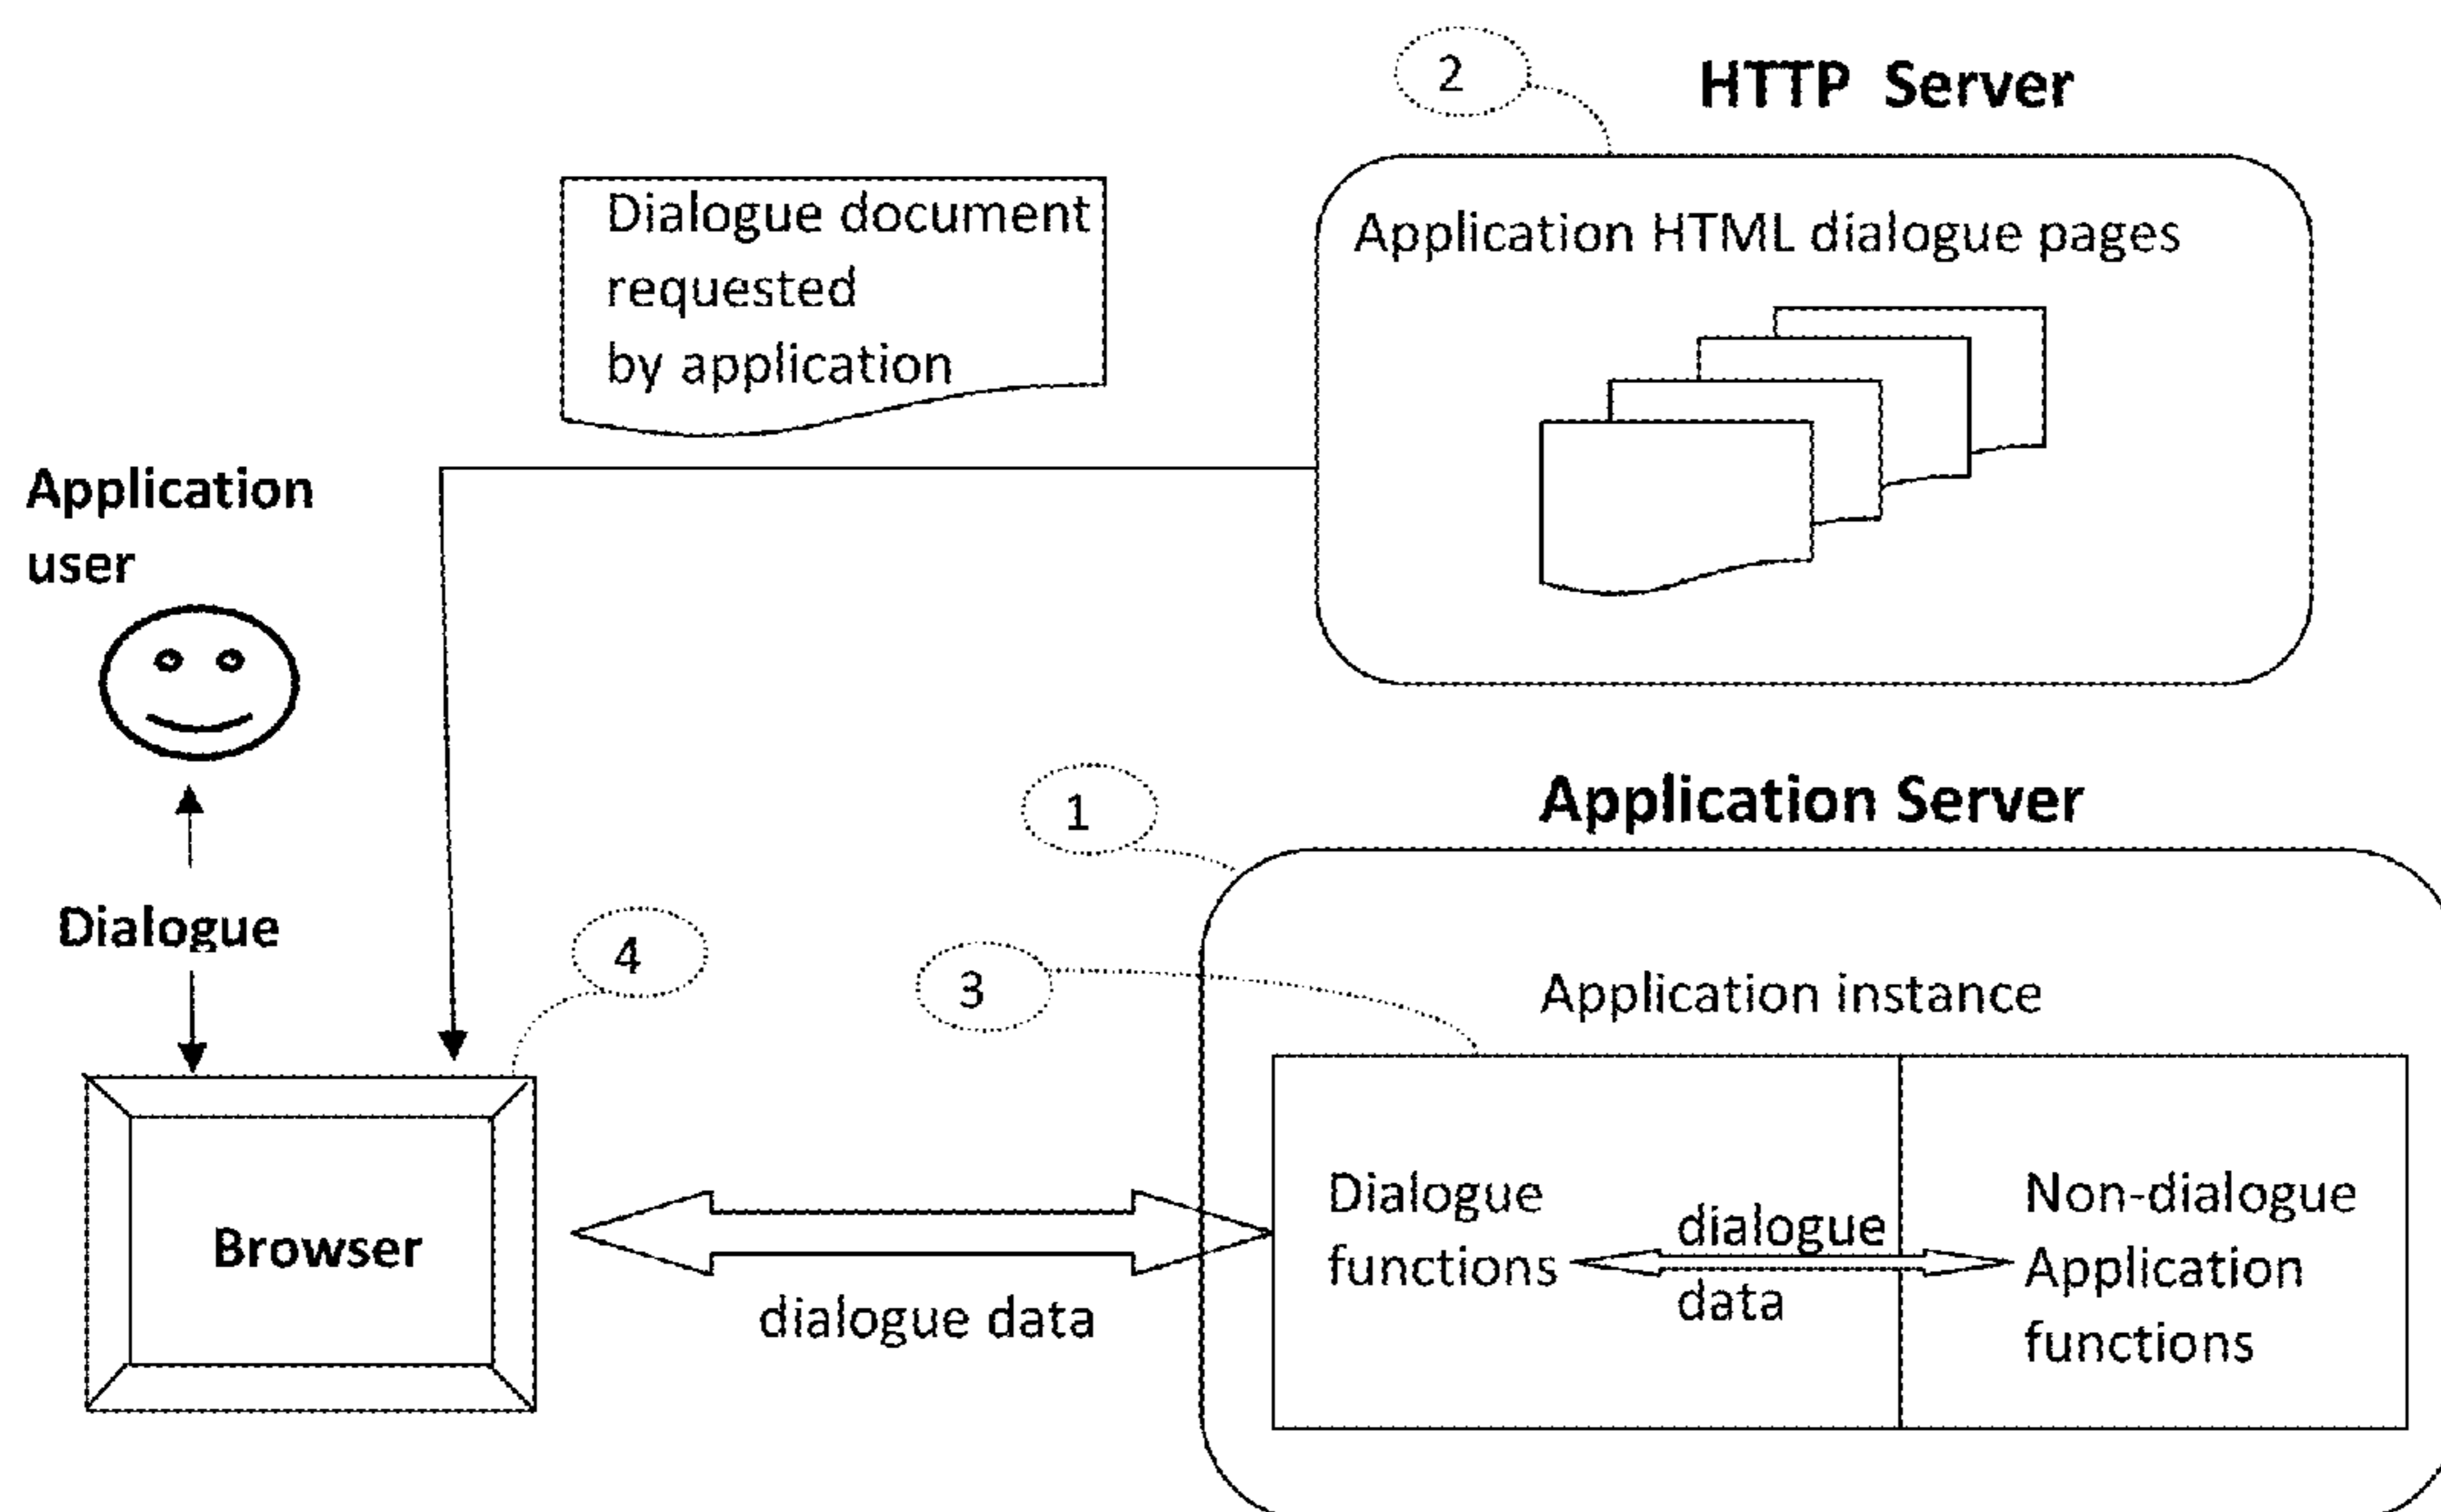 2
HTTP Server
Dialogue document
requested
by application
Application HTML dialogue pages
Application
user
1
Application Server
Dialogue
4
3
Application instance
Browser
dialogue data
Dialogue
functions
dialogue
data
Non-dialogue
Application
functions